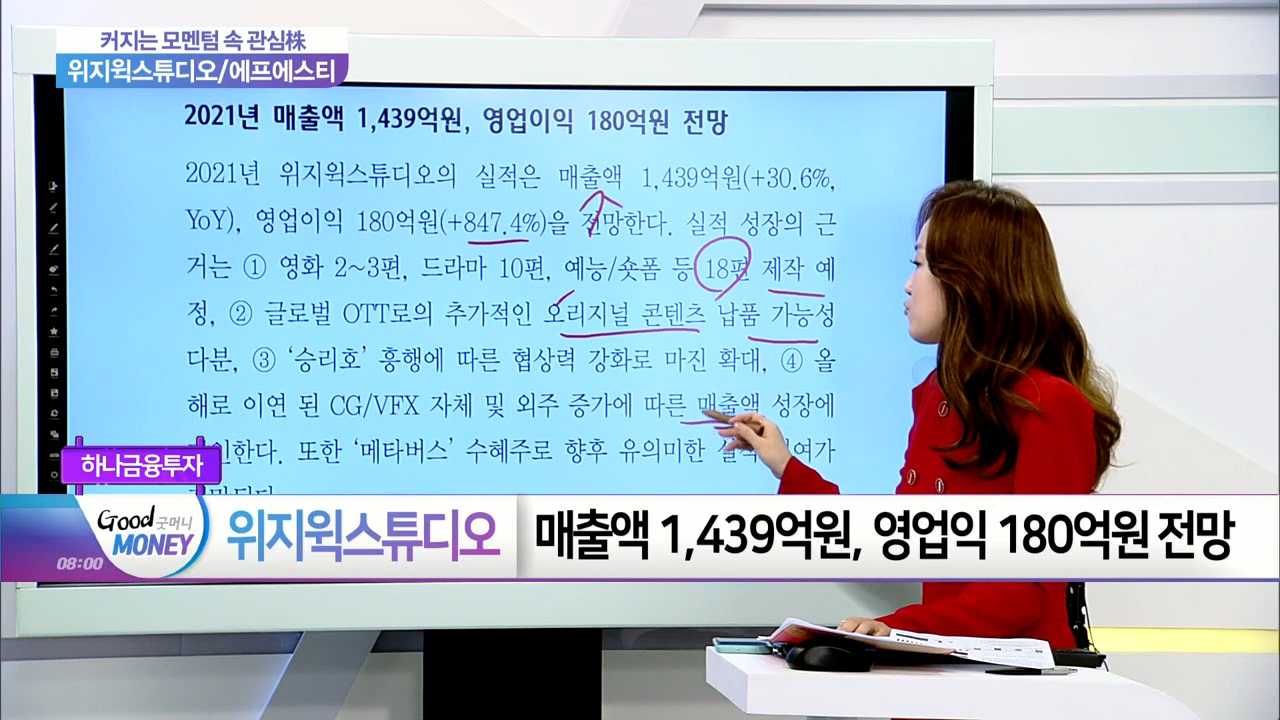 커지는 모멘텀 속 관심株
위지윅스튜디오/에프에스티
2021년 매출액 1,439억원, 영업이익 180억원 전망
2021년 위지윅스튜디오의 실적은 매출액 1,439억원(+30.6%,
YoY), 영업이익 180억원(+847.4%)을 전망한다. 실적 성장의 근
거는 ① 영화 2~3편, 드라마 10편, 예능/숏폼 등 18편 제작 예
정, ② 글로벌 OTT로의 추가적인 오리지널 콘텐츠 납품 가능성
다분, ③ ‘승리호’ 흥행에 따른 협상력 강화로 마진 확대, ④ 올
해로 이연 된 CG/VFX 자체 및 외주 증가에 따른 매출액 성장에
인한다. 또한 ‘메타버스’ 수혜주로 향후 유의미한 실적
하나금융투자
Good 굿머니
MONEY
08:00
위지윅스튜디오
매출액 1,439억원, 영업익 180억원 전망